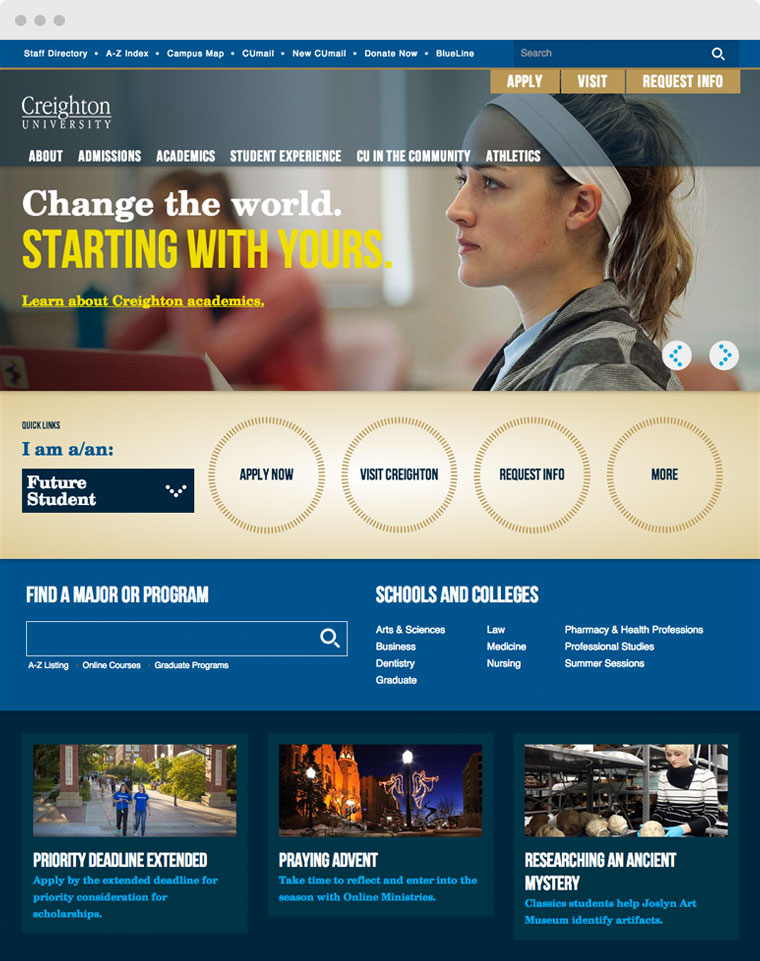 Staff Directory • A-Z Index • Campus Map • CUmail • New CUmail • Donate Now • BlueLine
Search
APPLY VISIT REQUEST INFO
Creighton
UNIVERSITY
ABOUT ADMISSIONS ACADEMICS STUDENT EXPERIENCE CU IN THE COMMUNITY ATHLETICS
Change the world.
STARTING WITH YOURS.
Learn about Creighton academics.
QUICK LINKS
I am a/an:
Future
Student
APPLY NOW
VISIT CREIGHTON
REQUEST INFO
MORE
FIND A MAJOR OR PROGRAM
A-Z Listing Online Courses Graduate Programs
SCHOOLS AND COLLEGES
Arts & Sciences
Business
Dentistry
Graduate
Law
Medicine
Nursing
Pharmacy & Health Professions
Professional Studies
Summer Sessions
PRIORITY DEADLINE EXTENDED
Apply by the extended deadline for
priority consideration for
scholarships.
PRAYING ADVENT
Take time to reflect and enter into the
season with Online Ministries.
RESEARCHING AN ANCIENT
MYSTERY
Classics students help Joslyn Art
Museum identify artifacts.